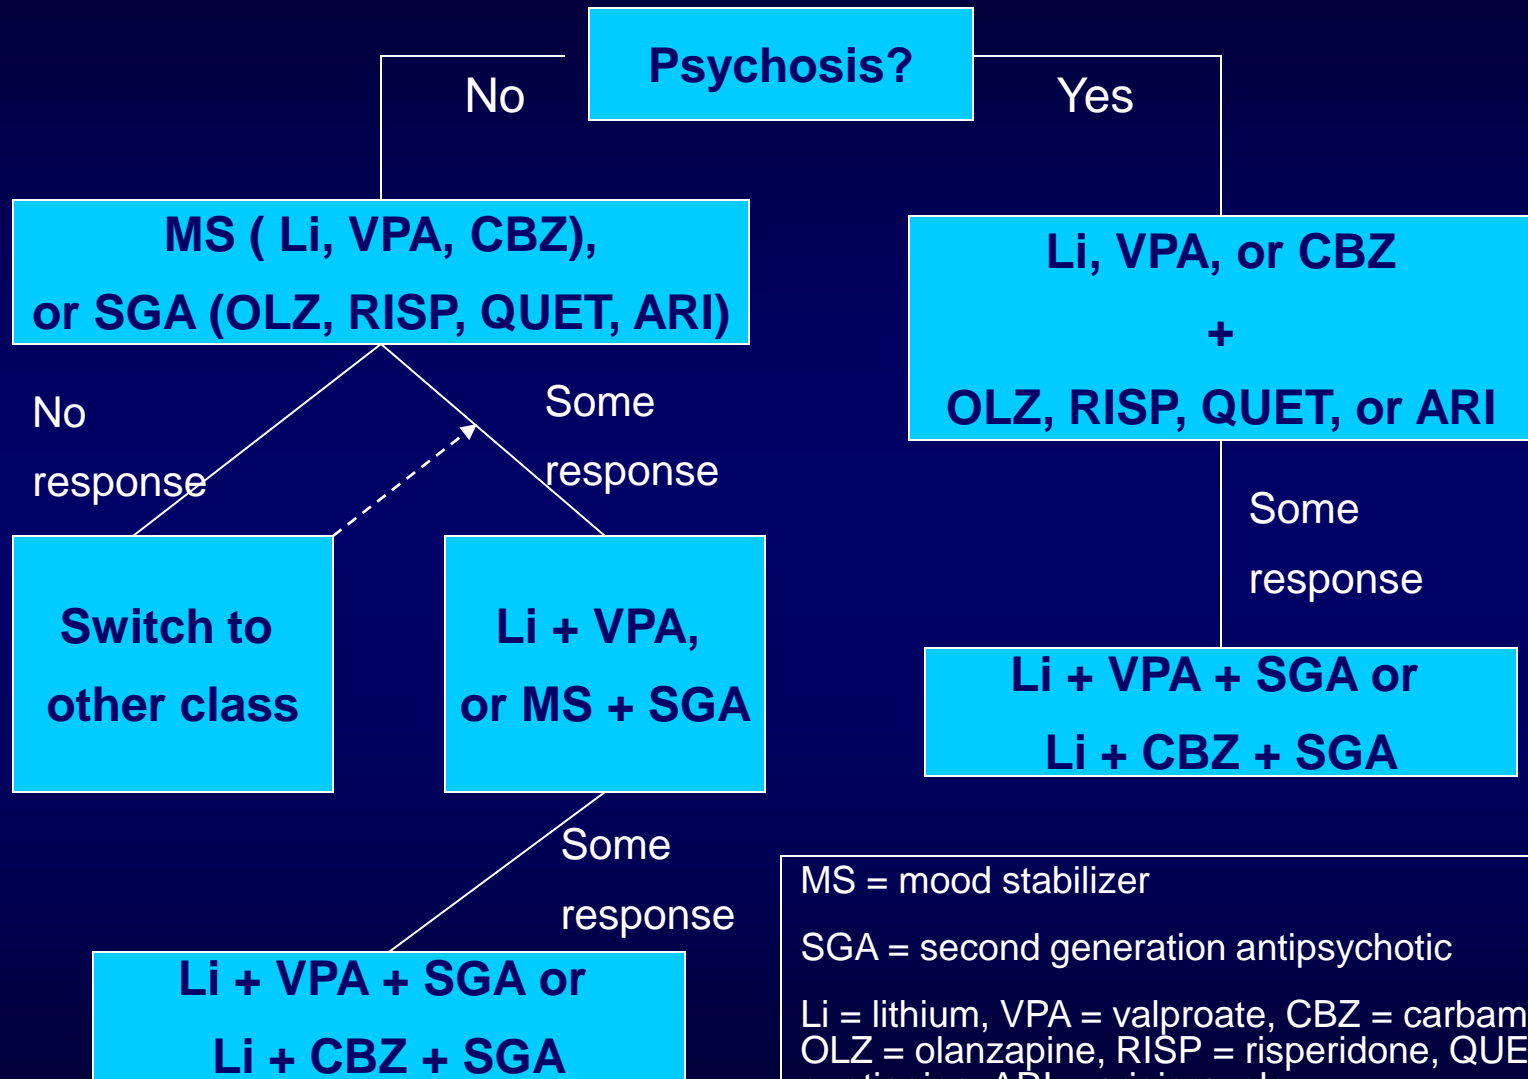 Psychosis?
No
Yes
MS ( Li, VPA, CBZ),
or SGA (OLZ, RISP, QUET, ARI)
Li, VPA, or CBZ
+
OLZ, RISP, QUET, or ARI
No
response
Some
response
Some
response
Switch to
other class
Li + VPA,
or MS + SGA
Li + VPA + SGA or
Li + CBZ + SGA
Some
response
Li + VPA + SGA or
Li + CBZ + SGA
MS = mood stabilizer
SGA = second generation antipsychotic
Li = lithium, VPA = valproate, CBZ = carbam
OLZ = olanzapine, RISP = risperidone, QUE